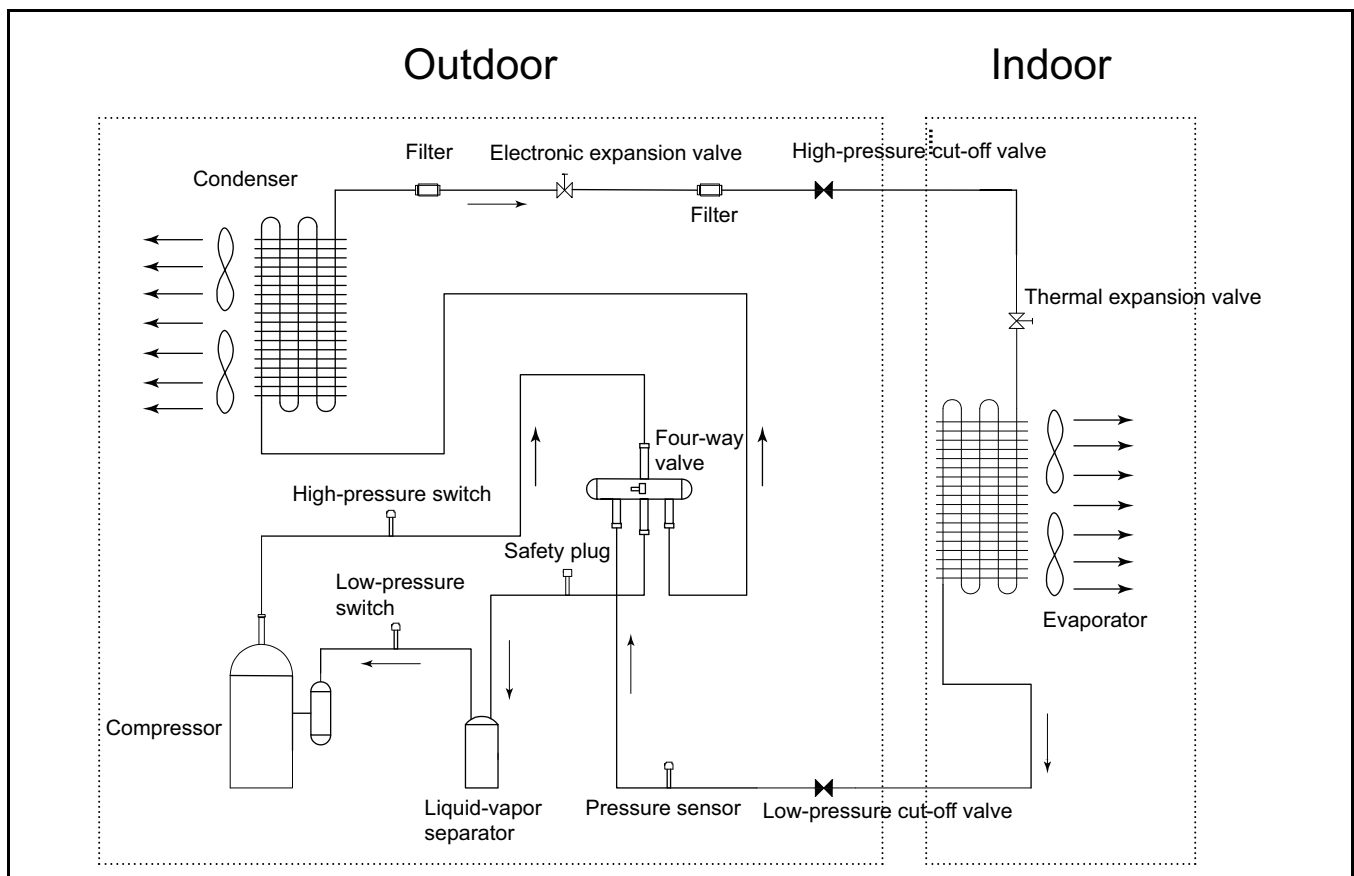 Outdoor
Indoor
Filter
Electronic expansion valve
High-pressure cut-off valve
Condenser
Filter
Thermal expansion valve
Four-way
valve
High-pressure switch
Safety plug
Low-pressure
switch
Evaporator
Compressor
Liquid-vapor
separator
Pressure sensor
Low-pressure cut-off valve